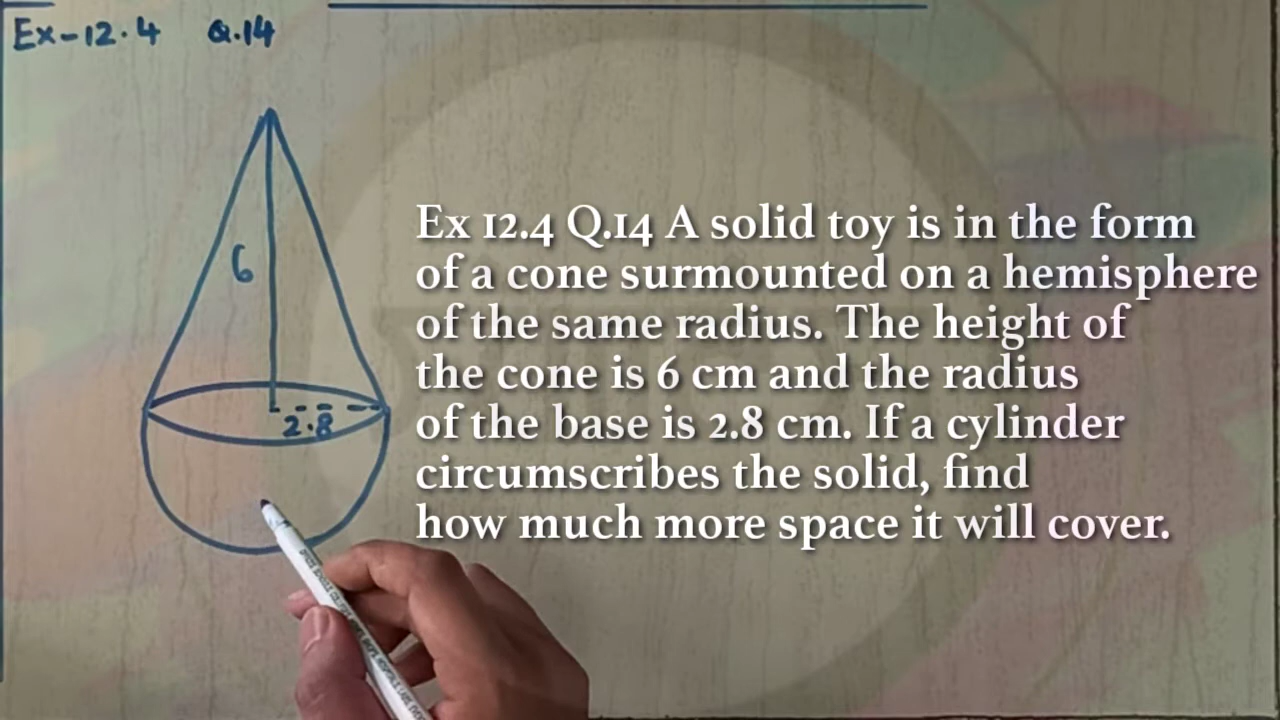 Ex-12.4 Q.14
6
2.8
Ex 12.4 Q.14 A solid toy is in the form
of a cone surmounted on a hemisphere
of the same radius. The height of
the cone is 6 cm and the radius
of the base is 2.8 cm. If a cylinder
circumscribes the solid, find
how much more space it will cover.